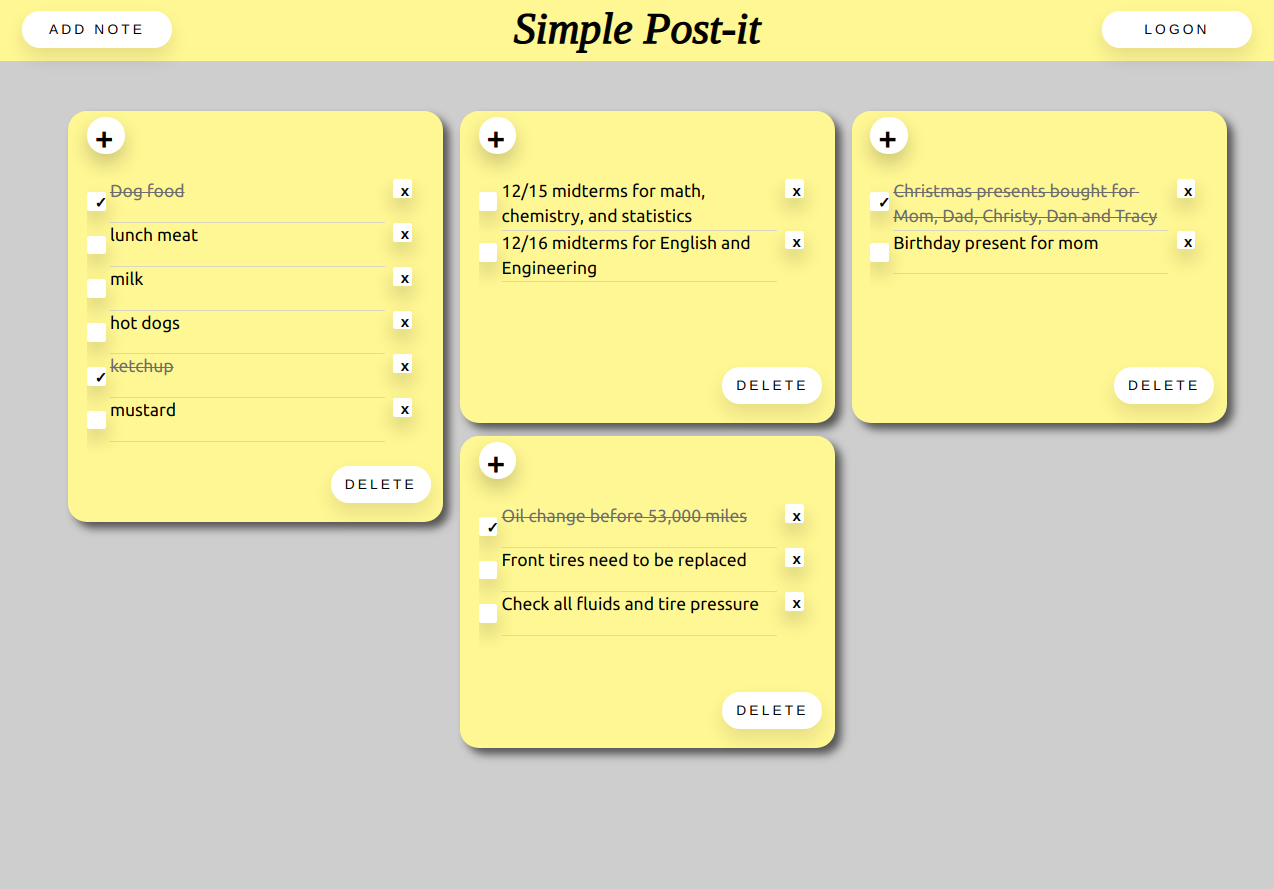 ADD NOTE
Simple Post-it
LOGON
+
✓ Dog food x
lunch meat x
milk x
hot dogs x
✓ ketchup x
mustard x
DELETE
+
12/15 midterms for math, x
chemistry, and statistics
12/16 midterms for English and x
Engineering
DELETE
+
✓ Christmas presents bought for x
Mom, Dad, Christy, Dan and Tracy
Birthday present for mom x
DELETE
+
✓ Oil change before 53,000 miles x
Front tires need to be replaced x
Check all fluids and tire pressure x
DELETE